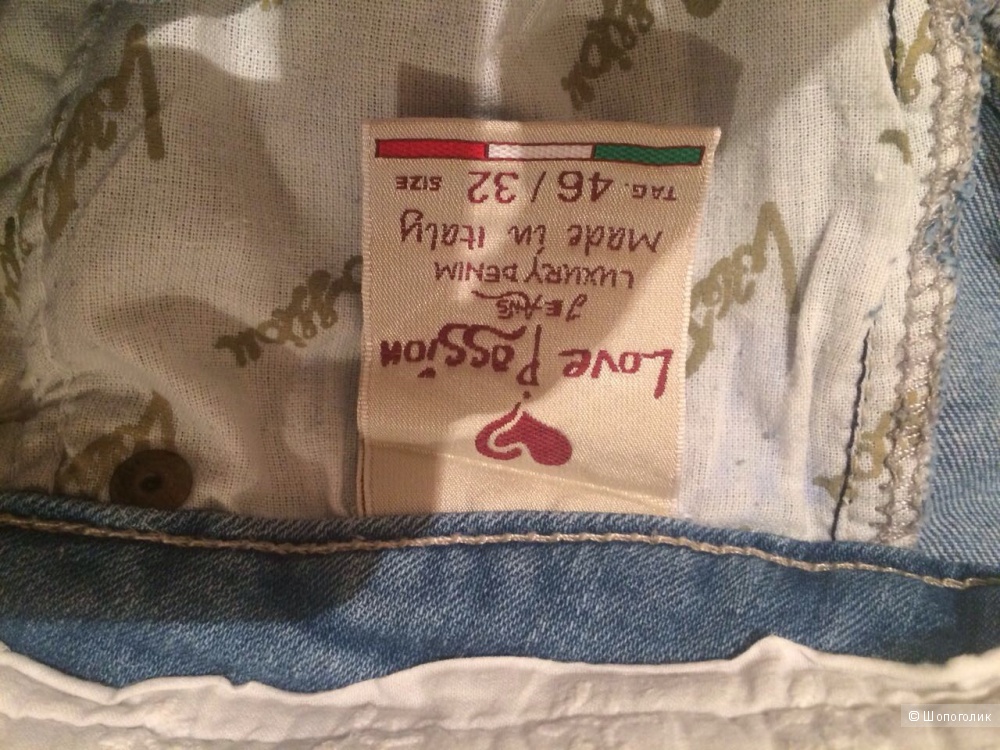 Love Passion
JEANS
LUXURY DENIM
Made in Italy
TAG. 46 / 32 SIZE
© Шопоголик